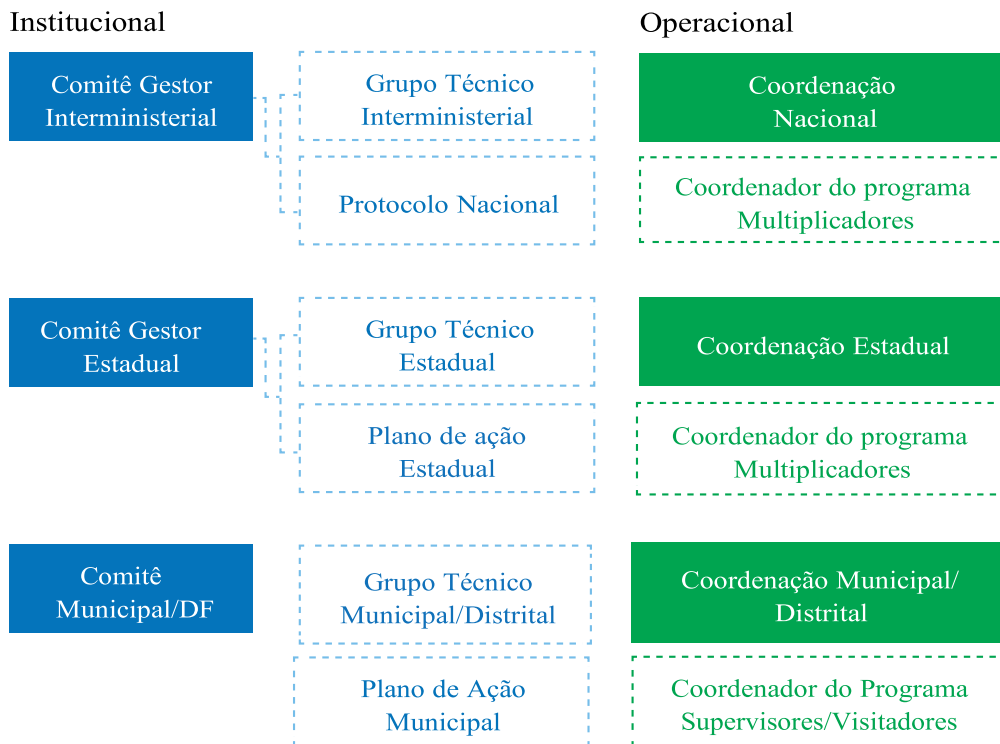 Institucional
Operacional
Comitê Gestor
Interministerial
Grupo Técnico
Interministerial
Coordenação
Nacional
Protocolo Nacional
Coordenador do programa
Multiplicadores
Comitê Gestor
Estadual
Grupo Técnico
Estadual
Coordenação Estadual
Plano de ação
Estadual
Coordenador do programa
Multiplicadores
Comitê
Municipal/DF
Grupo Técnico
Municipal/Distrital
Coordenação Municipal/
Distrital
Plano de Ação
Municipal
Coordenador do Programa
Supervisores/Visitadores